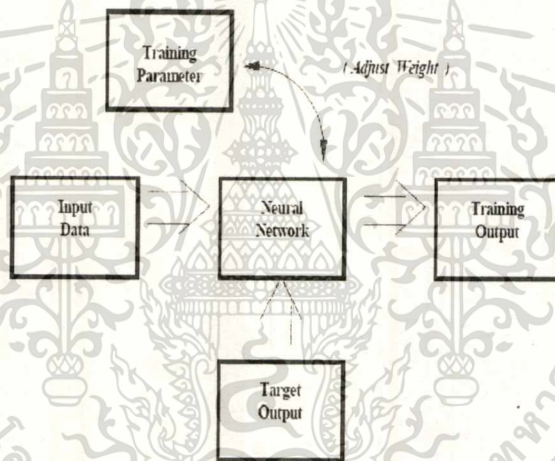 Training
Parameter
( Adjust Weight )
Input
Data
Neural
Network
Training
Output
Target
Output